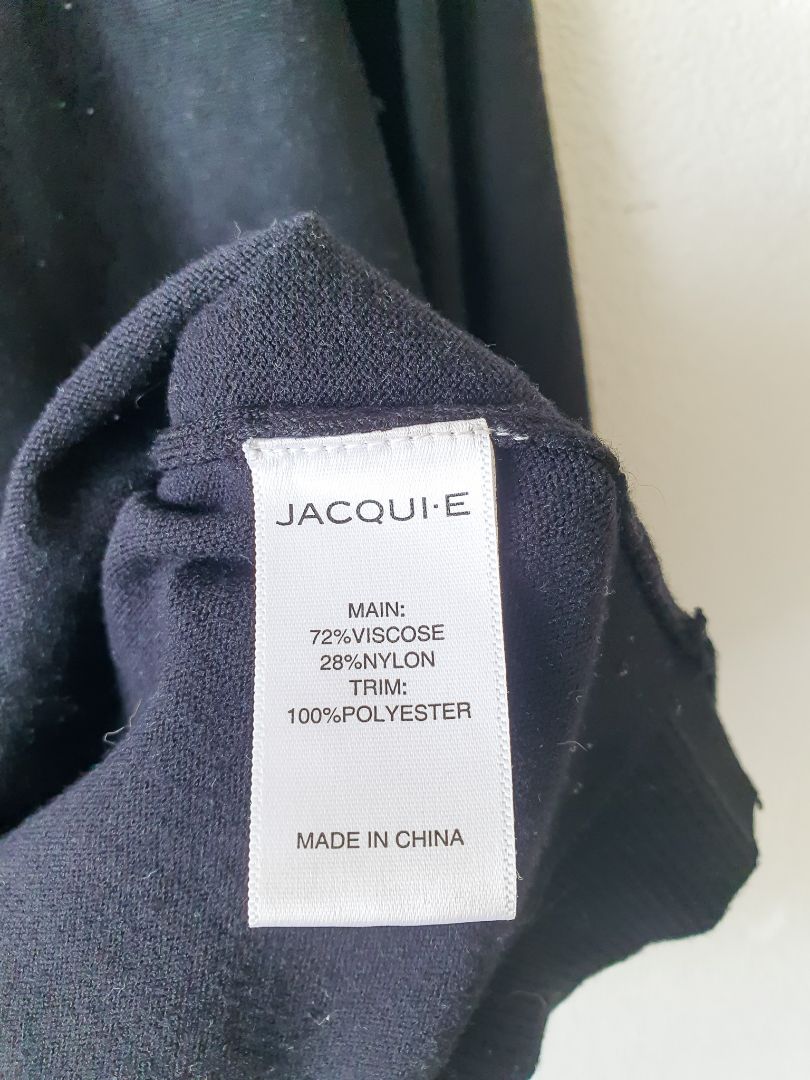 JACQUI·E
MAIN:
72%VISCOSE
28%NYLON
TRIM:
100%POLYESTER
MADE IN CHINA